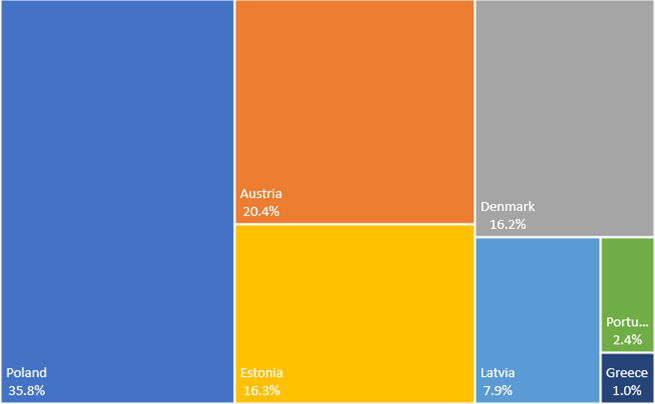 Poland
35.8%
Austria
20.4%
Estonia
16.3%
Denmark
16.2%
Latvia
7.9%
Portu...
2.4%
Greece
1.0%